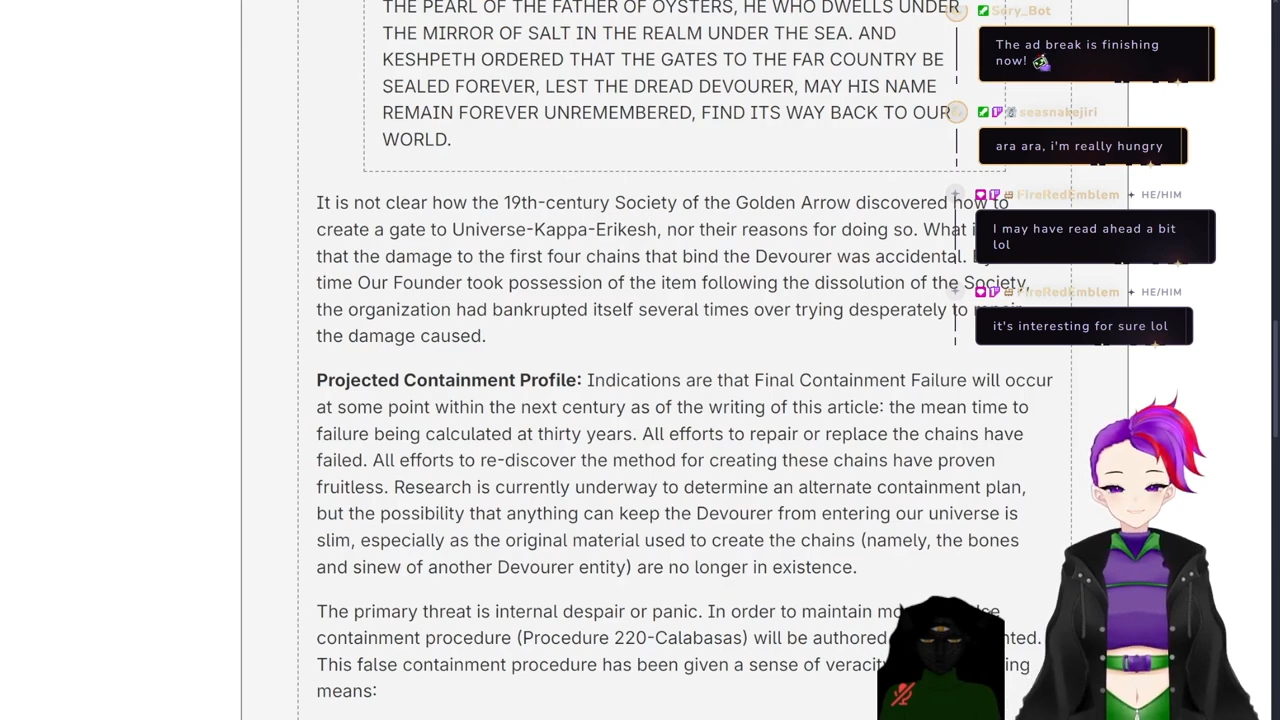 THE PEARL OF THE FATHER OF OYSTERS, HE WHO DWELLS UNDER
THE MIRROR OF SALT IN THE REALM UNDER THE SEA. AND
KESHPETH ORDERED THAT THE GATES TO THE FAR COUNTRY BE
SEALED FOREVER, LEST THE DREAD DEVOURER, MAY HIS NAME
REMAIN FOREVER UNREMEMBERED, FIND ITS WAY BACK TO OUR
WORLD.
It is not clear how the 19th-century Society of the Golden Arrow discovered how to
create a gate to Universe-Kappa-Erikesh, nor their reasons for doing so. What
that the damage to the first four chains that bind the Devourer was accidental.
time Our Founder took possession of the item following the dissolution of the Society,
the organization had bankrupted itself several times over trying desperately to
the damage caused.
Projected Containment Profile: Indications are that Final Containment Failure will occur
at some point within the next century as of the writing of this article: the mean time to
failure being calculated at thirty years. All efforts to repair or replace the chains have
failed. All efforts to re-discover the method for creating these chains have proven
fruitless. Research is currently underway to determine an alternate containment plan,
but the possibility that anything can keep the Devourer from entering our universe is
slim, especially as the original material used to create the chains (namely, the bones
and sinew of another Devourer entity) are no longer in existence.
The primary threat is internal despair or panic. In order to maintain
containment procedure (Procedure 220-Calabasas) will be authored
This false containment procedure has been given a sense of
means:
Sory_Bot
The ad break is finishing
now!
seasnakejiri
ara ara, i'm really hungry
FireRedEmblem + HE/HIM
I may have read ahead a bit
lol
FireRedEmblem + HE/HIM
it's interesting for sure lol